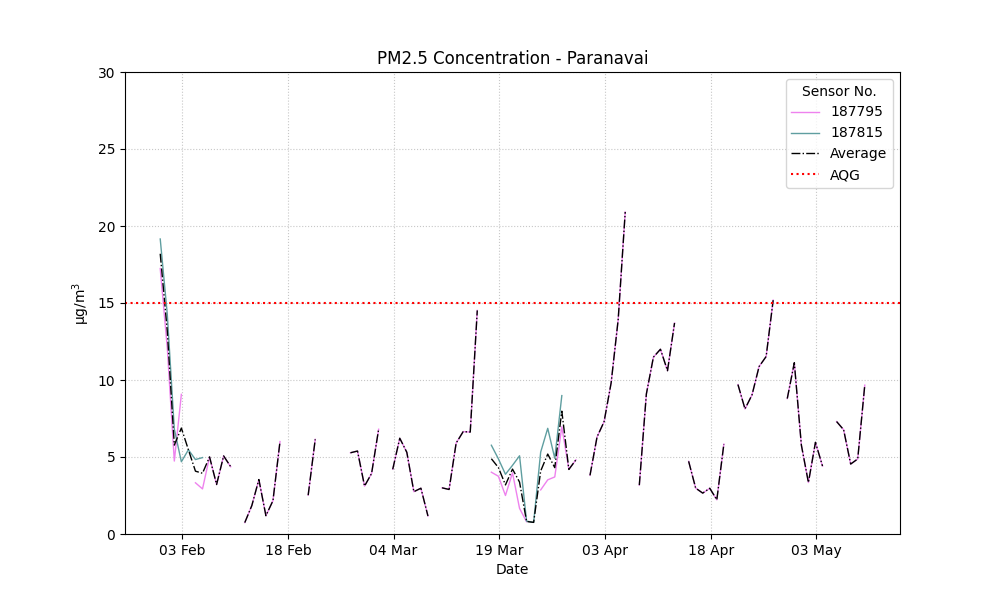 PM2.5 Concentration - Paranavai
30
25
20
15
10
5
0
µg/m³
03 Feb
18 Feb
04 Mar
19 Mar
03 Apr
18 Apr
03 May
Date
Sensor No.
187795
187815
Average
AQG